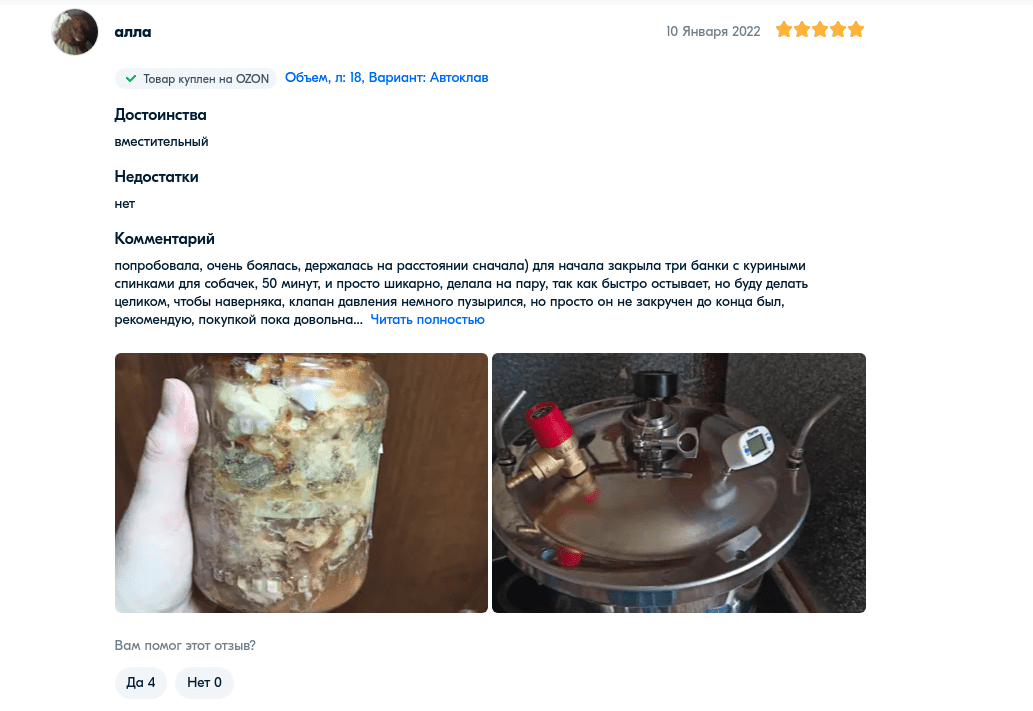 алла
10 Января 2022
Товар куплен на OZON Объем, л: 18, Вариант: Автоклав
Достоинства
вместительный
Недостатки
нет
Комментарий
попробовала, очень боялась, держалась на расстоянии сначала) для начала закрыла три банки с куриными
спинками для собачек, 50 минут, и просто шикарно, делала на пару, так как быстро остывает, но буду делать
целиком, чтобы наверняка, клапан давления немного пузырился, но просто он не закручен до конца был,
рекомендую, покупкой пока довольна... Читать полностью
Вам помог этот отзыв?
Да 4 Нет 0